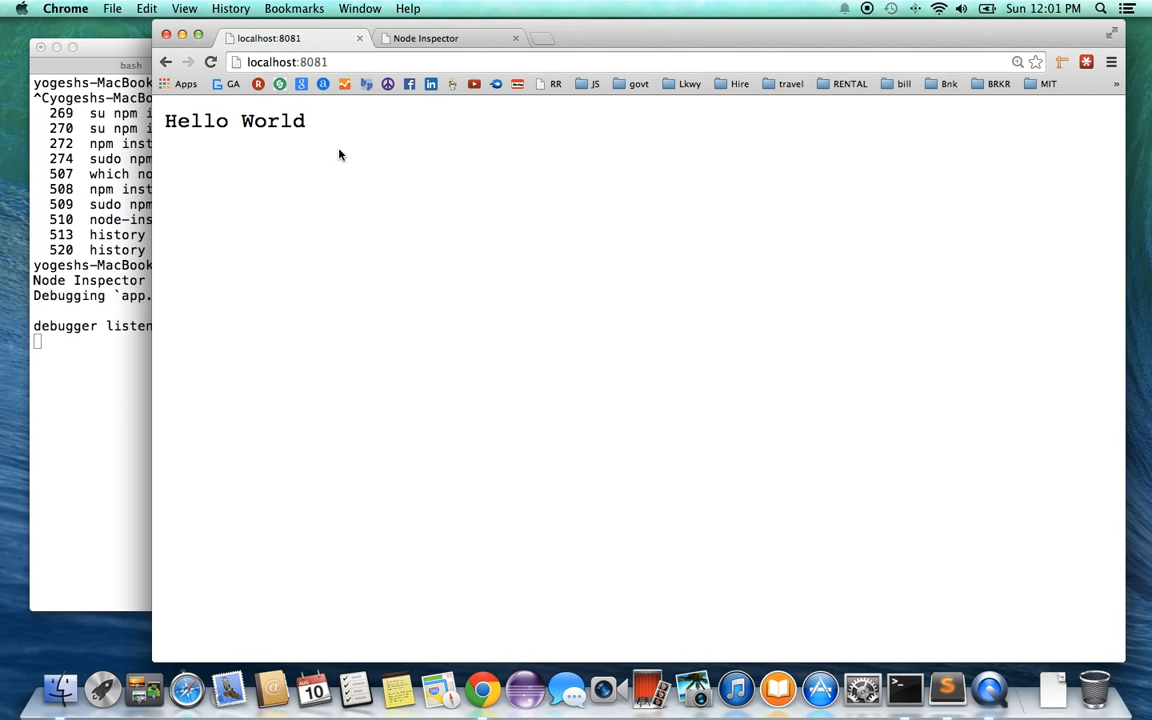 Chrome File Edit View History Bookmarks Window Help
Sun 12:01 PM
localhost:8081
Node Inspector
localhost:8081
Apps GA RR JS govt Lkwy Hire travel RENTAL bill Bnk BRKR MIT »
Hello World
bash
yogeshs-MacBook
^Cyogeshs-MacBo
269 su npm i
270 su npm i
272 npm inst
274 sudo npm
507 which no
508 npm inst
509 sudo npm
510 node-ins
513 history
520 history
yogeshs-MacBook
Node Inspector
Debugging `app.
debugger listen
10